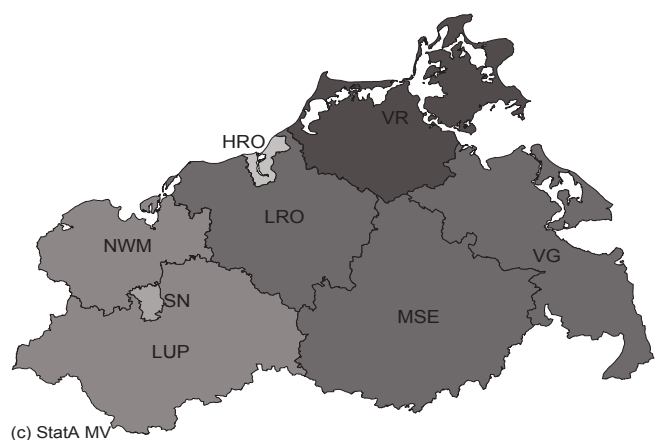 VR
HRO
LRO
NWM
VG
SN
MSE
LUP
(c) StatA MV